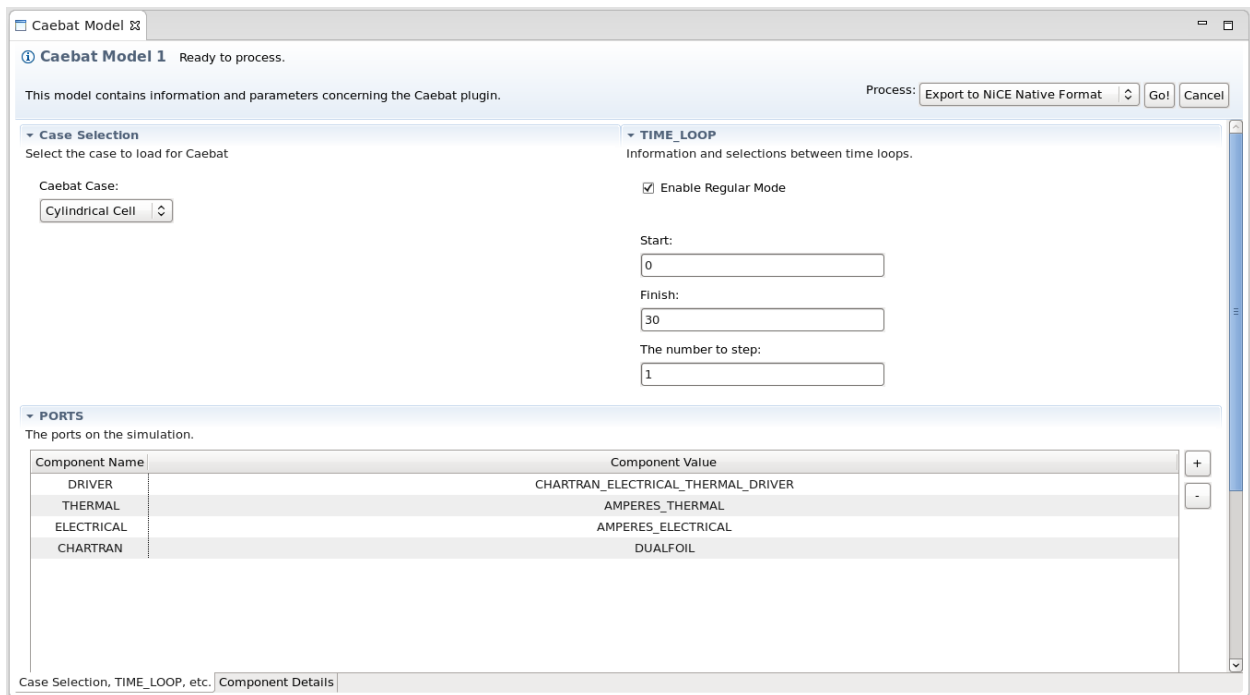 Caebat Model
Caebat Model 1 Ready to process.
This model contains information and parameters concerning the Caebat plugin.
Process: Export to NiCE Native Format Go! Cancel
Case Selection
Select the case to load for Caebat
Caebat Case:
Cylindrical Cell
TIME_LOOP
Information and selections between time loops.
Enable Regular Mode
Start:
0
Finish:
30
The number to step:
1
PORTS
The ports on the simulation.
Component Name Component Value
DRIVER CHARTRAN_ELECTRICAL_THERMAL_DRIVER
THERMAL AMPERES_THERMAL
ELECTRICAL AMPERES_ELECTRICAL
CHARTRAN DUALFOIL
+
-
Case Selection, TIME_LOOP, etc. Component Details